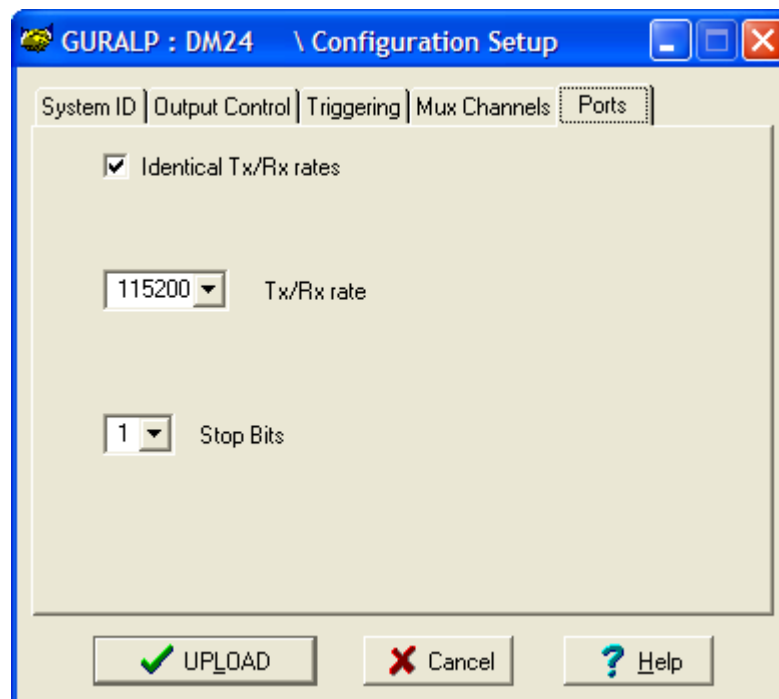 GURALP : DM24 \ Configuration Setup
System ID Output Control Triggering Mux Channels Ports
Identical Tx/Rx rates
115200 Tx/Rx rate
1 Stop Bits
UPLOAD Cancel ? Help